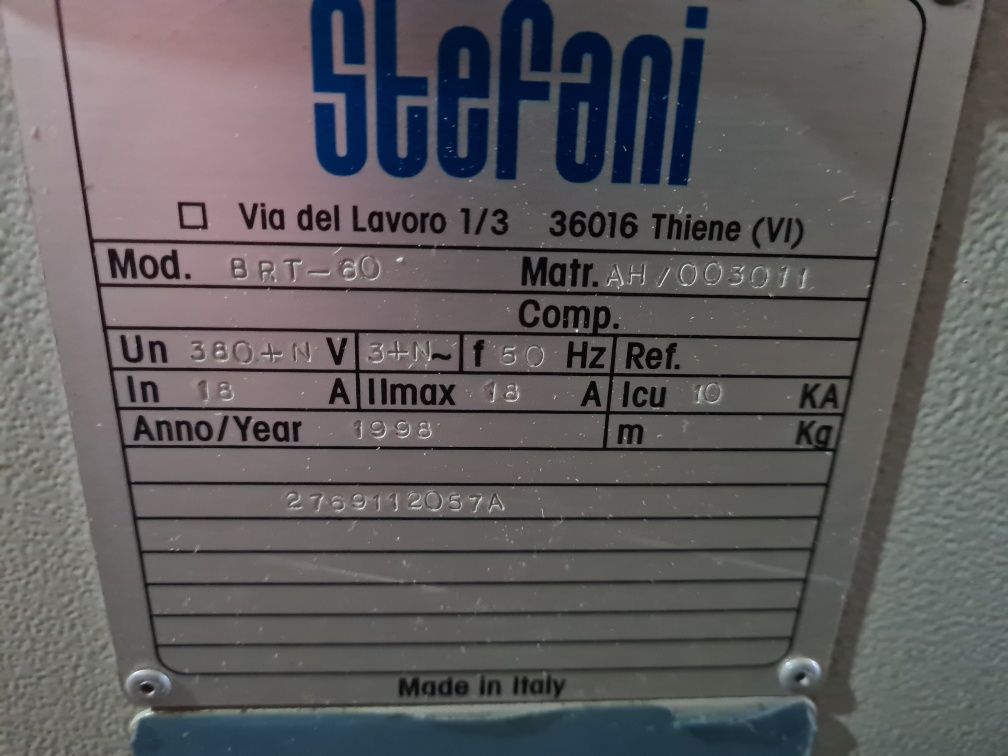 Stefani
Via del Lavoro 1/3 36016 Thiene (VI)
Mod. BRT-60 Matr. AH/003011
Comp.
Un 380+N V 3+N~ f 50 Hz Ref.
In 18 A IImax 18 A Icu 10 KA
Anno/Year 1998 m Kg
2769112057A
Made in Italy